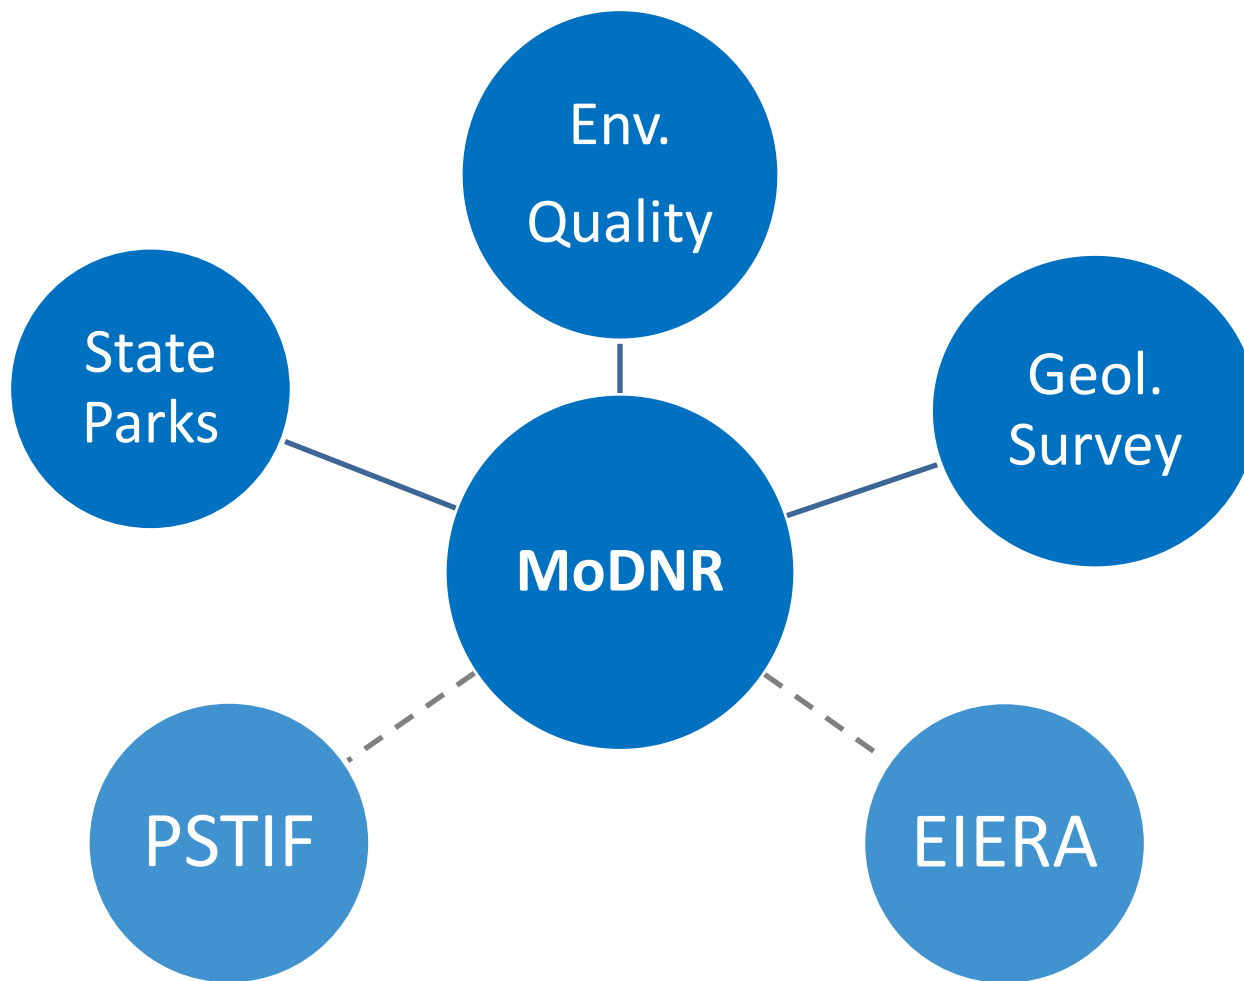 Env.
Quality
State
Parks
Geol.
Survey
MoDNR
PSTIF
EIERA